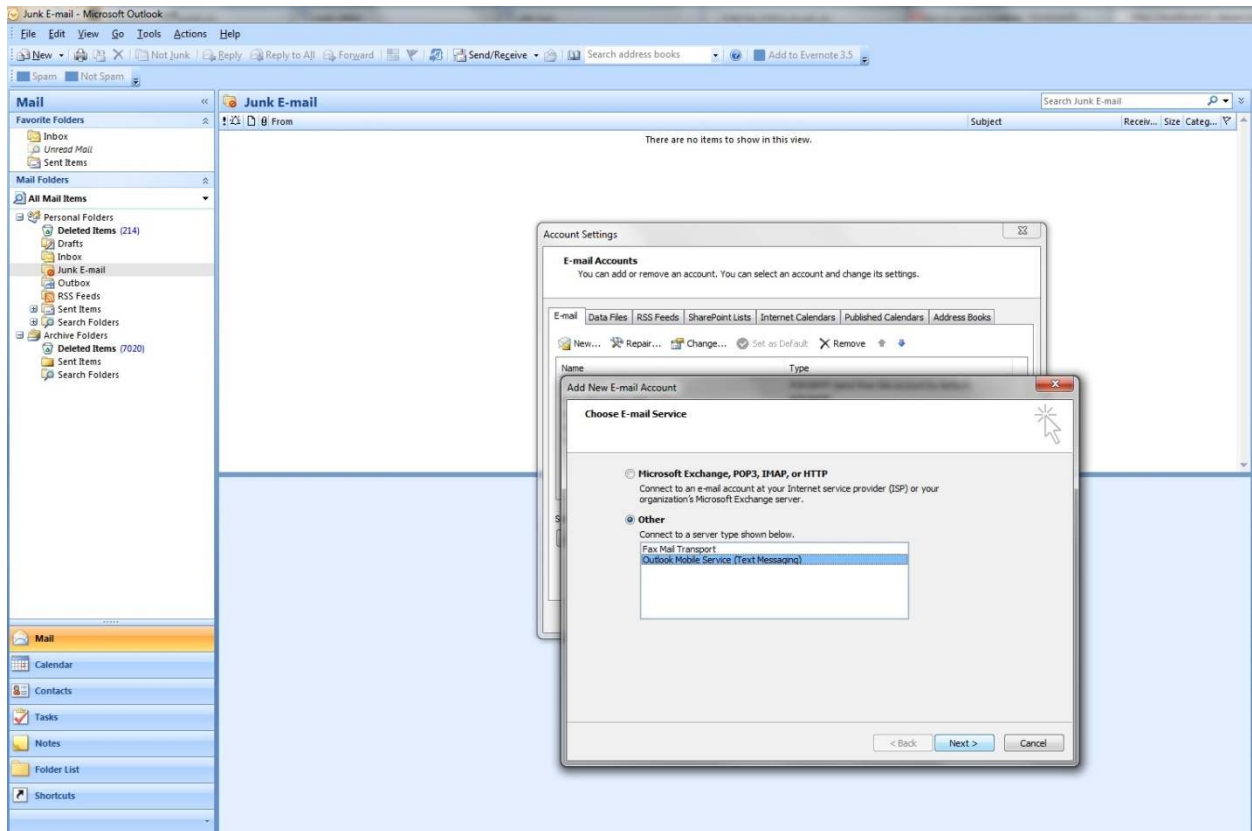 Junk E-mail - Microsoft Outlook
File Edit View Go Tools Actions Help
New Not Junk Reply Reply to All Forward Send/Receive Search address books Add to Evernote 3.5
Spam Not Spam
Mail
Favorite Folders
Inbox
Unread Mail
Sent Items
Mail Folders
All Mail Items
Personal Folders
Deleted Items (214)
Drafts
Inbox
Junk E-mail
Outbox
RSS Feeds
Sent Items
Search Folders
Archive Folders
Deleted Items (7020)
Sent Items
Search Folders
Mail
Calendar
Contacts
Tasks
Notes
Folder List
Shortcuts
Junk E-mail
Search Junk E-mail
From Subject Receiv... Size Categ...
There are no items to show in this view.
Account Settings
E-mail Accounts
You can add or remove an account. You can select an account and change its settings.
E-mail Data Files RSS Feeds SharePoint Lists Internet Calendars Published Calendars Address Books
New... Repair... Change... Set as Default Remove
Name Type
Add New E-mail Account
Choose E-mail Service
Microsoft Exchange, POP3, IMAP, or HTTP
Connect to an e-mail account at your Internet service provider (ISP) or your
organization's Microsoft Exchange server.
Other
Connect to a server type shown below.
Fax Mail Transport
Outlook Mobile Service (Text Messaging)
< Back Next > Cancel